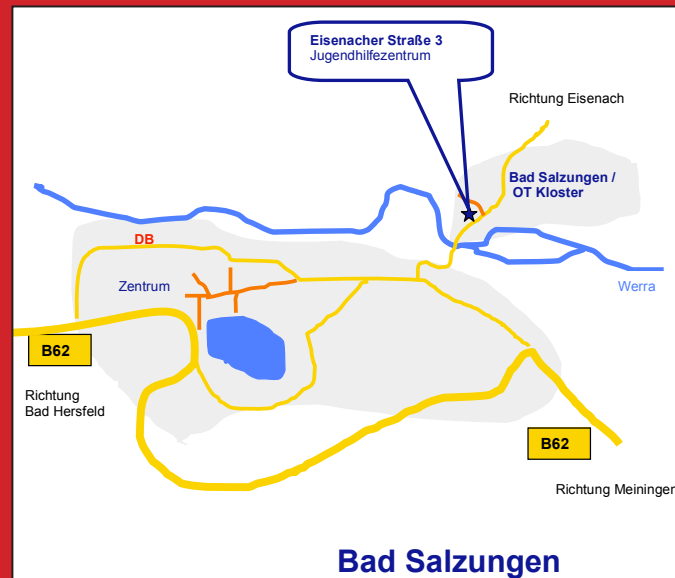 Eisenacher Straße 3
Jugendhilfezentrum
Richtung Eisenach
Bad Salzungen /
OT Kloster
DB
Zentrum
Werra
B62
Richtung
Bad Hersfeld
B62
Richtung Meiningen
Bad Salzungen